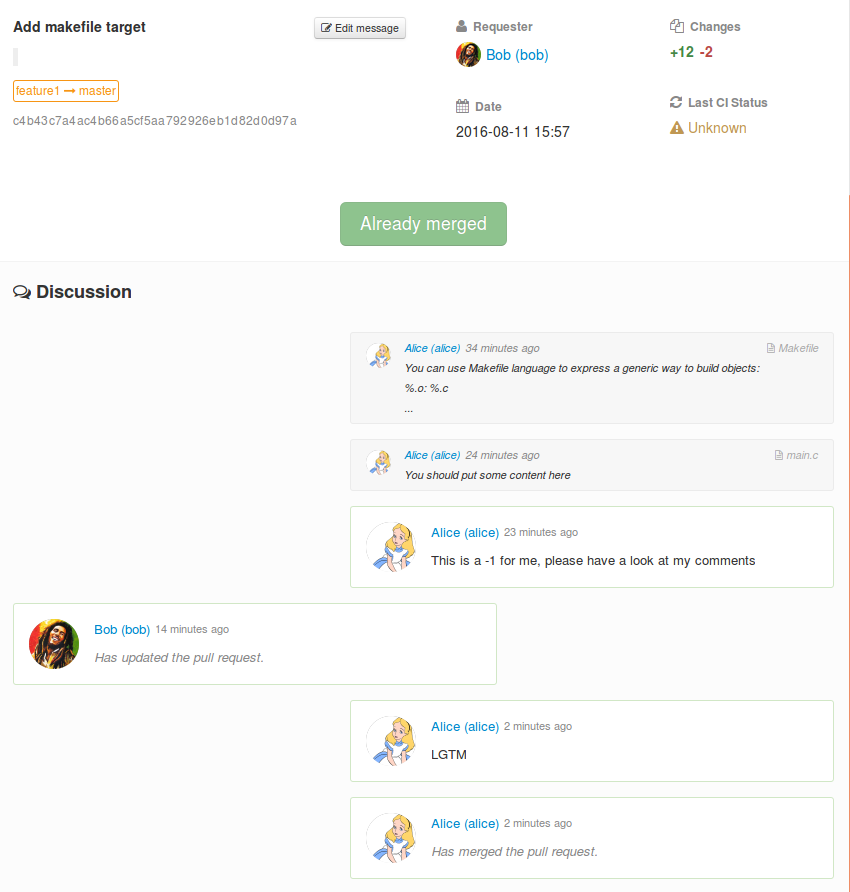 Add makefile target
Edit message
feature1 → master
c4b43c7a4ac4b66a5cf5aa792926eb1d82d0d97a
Requester
Bob (bob)
Date
2016-08-11 15:57
Changes
+12 -2
Last CI Status
Unknown
Already merged
Discussion
Alice (alice) 34 minutes ago Makefile
You can use Makefile language to express a generic way to build objects:
%.o: %.c
...
Alice (alice) 24 minutes ago main.c
You should put some content here
Alice (alice) 23 minutes ago
This is a -1 for me, please have a look at my comments
Bob (bob) 14 minutes ago
Has updated the pull request.
Alice (alice) 2 minutes ago
LGTM
Alice (alice) 2 minutes ago
Has merged the pull request.